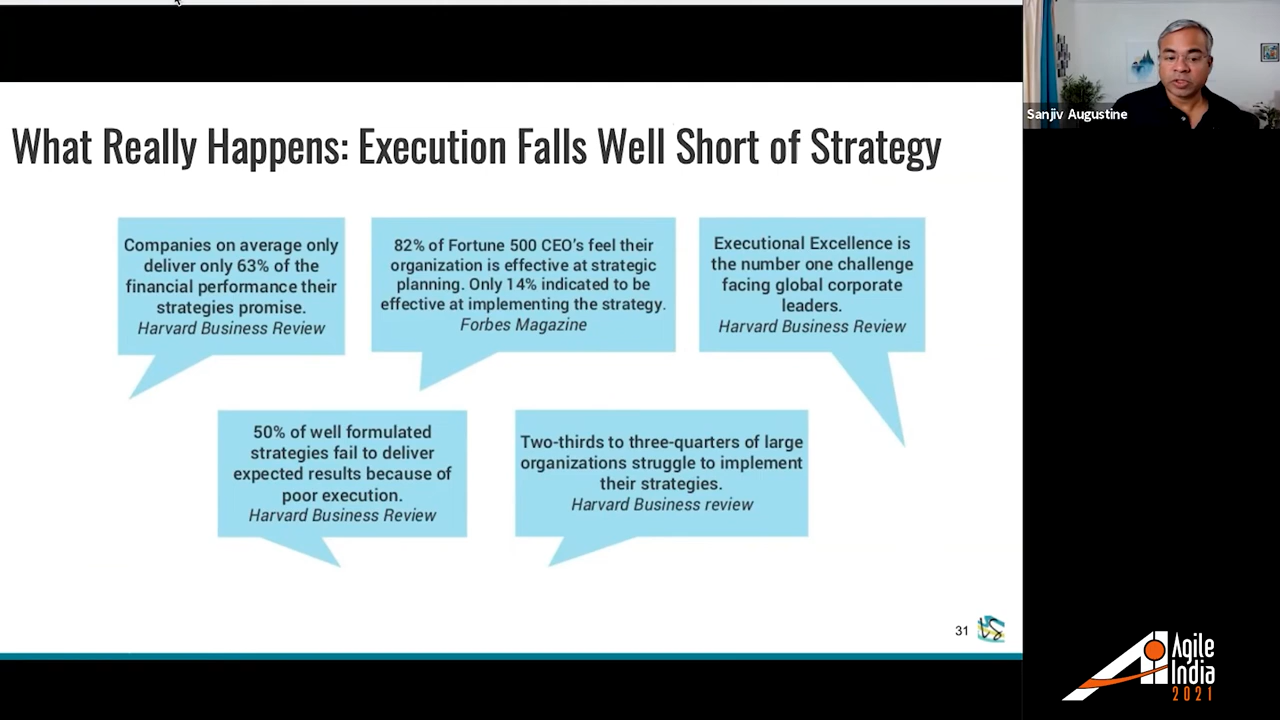 What Really Happens: Execution Falls Well Short of Strategy
Companies on average only
deliver only 63% of the
financial performance their
strategies promise.
Harvard Business Review
82% of Fortune 500 CEO's feel their
organization is effective at strategic
planning. Only 14% indicated to be
effective at implementing the strategy.
Forbes Magazine
Executional Excellence is
the number one challenge
facing global corporate
leaders.
Harvard Business Review
50% of well formulated
strategies fail to deliver
expected results because of
poor execution.
Harvard Business Review
Two-thirds to three-quarters of large
organizations struggle to implement
their strategies.
Harvard Business review
31
Sanjiv Augustine
Agile
India
2021